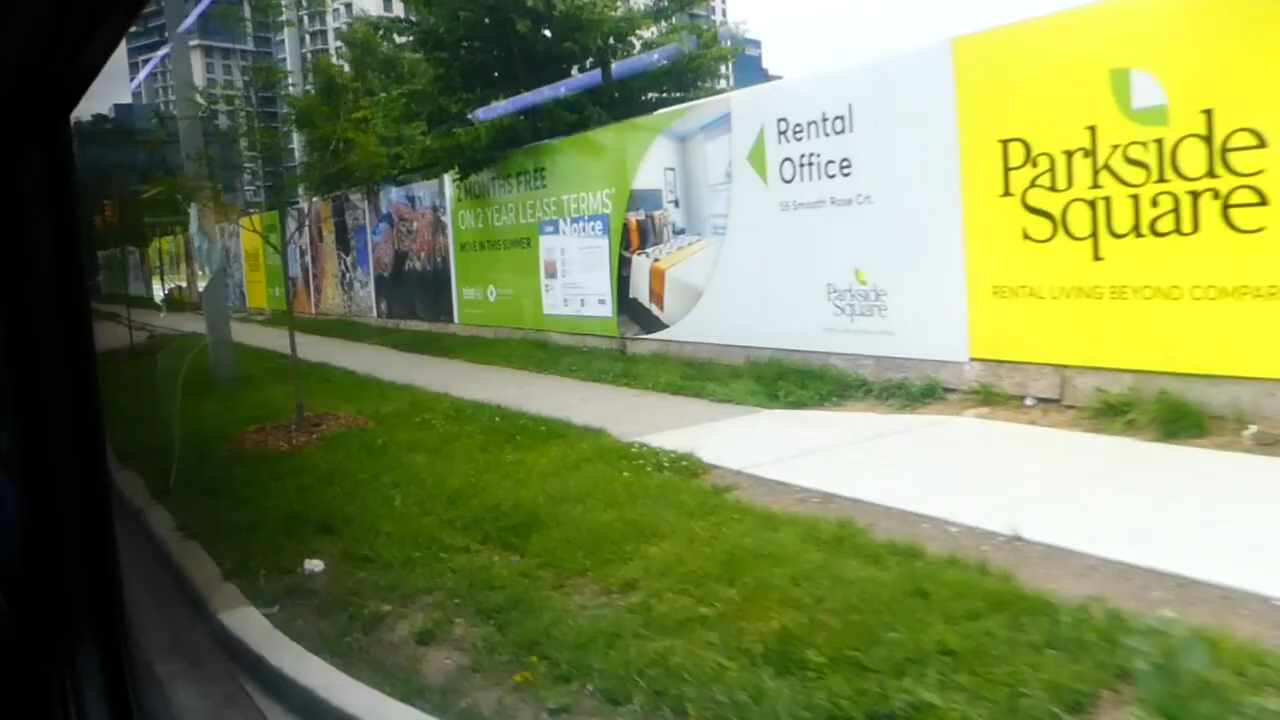 2 MONTHS FREE
ON 2 YEAR LEASE TERMS*
MOVE IN THIS SUMMER
Notice
Rental
Office
55 Smooth Rose Crt.
Parkside
Square
Parkside
Square
RENTAL LIVING BEYOND COMPAR